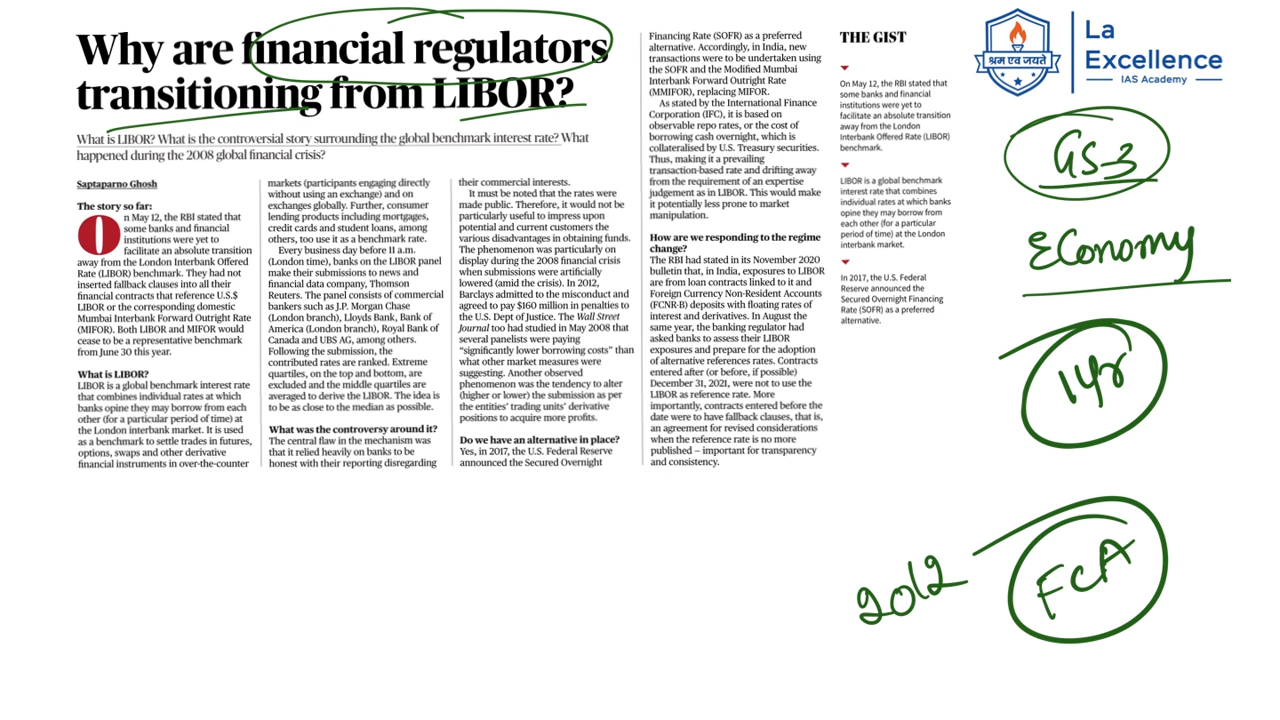 Why are financial regulators
transitioning from LIBOR?
What is LIBOR? What is the controversial story surrounding the global benchmark interest rate? What
happened during the 2008 global financial crisis?
Saptaparno Ghosh
The story so far:
On May 12, the RBI stated that
some banks and financial
institutions were yet to
facilitate an absolute transition
away from the London Interbank Offered
Rate (LIBOR) benchmark. They had not
inserted fallback clauses into all their
financial contracts that reference U.S.$
LIBOR or the corresponding domestic
Mumbai Interbank Forward Outright Rate
(MIFOR). Both LIBOR and MIFOR would
cease to be a representative benchmark
from June 30 this year.
What is LIBOR?
LIBOR is a global benchmark interest rate
that combines individual rates at which
banks opine they may borrow from each
other (for a particular period of time) at
the London interbank market. It is used
as a benchmark to settle trades in futures,
options, swaps and other derivative
financial instruments in over-the-counter
markets (participants engaging directly
without using an exchange) and on
exchanges globally. Further, consumer
lending products including mortgages,
credit cards and student loans, among
others, too use it as a benchmark rate.
Every business day before 11 a.m.
(London time), banks on the LIBOR panel
make their submissions to news and
financial data company, Thomson
Reuters. The panel consists of commercial
bankers such as J.P. Morgan Chase
(London branch), Lloyds Bank, Bank of
America (London branch), Royal Bank of
Canada and UBS AG, among others.
Following the submission, the
contributed rates are ranked. Extreme
quartiles, on the top and bottom, are
excluded and the middle quartiles are
averaged to derive the LIBOR. The idea is
to be as close to the median as possible.
What was the controversy around it?
The central flaw in the mechanism was
that it relied heavily on banks to be
honest with their reporting disregarding
their commercial interests.
It must be noted that the rates were
made public. Therefore, it would not be
particularly useful to impress upon
potential and current customers the
various disadvantages in obtaining funds.
The phenomenon was particularly on
display during the 2008 financial crisis
when submissions were artificially
lowered (amid the crisis). In 2012,
Barclays admitted to the misconduct and
agreed to pay $160 million in penalties to
the U.S. Dept of Justice. The Wall Street
Journal too had studied in May 2008 that
several panelists were paying
“significantly lower borrowing costs” than
what other market measures were
suggesting. Another observed
phenomenon was the tendency to alter
(higher or lower) the submission as per
the entities’ trading units’ derivative
positions to acquire more profits.
Do we have an alternative in place?
Yes, in 2017, the U.S. Federal Reserve
announced the Secured Overnight
Financing Rate (SOFR) as a preferred
alternative. Accordingly, in India, new
transactions were to be undertaken using
the SOFR and the Modified Mumbai
Interbank Forward Outright Rate
(MMIFOR), replacing MIFOR.
As stated by the International Finance
Corporation (IFC), it is based on
observable repo rates, or the cost of
borrowing cash overnight, which is
collateralised by U.S. Treasury securities.
Thus, making it a prevailing
transaction-based rate and drifting away
from the requirement of an expertise
judgement as in LIBOR. This would make
it potentially less prone to market
manipulation.
How are we responding to the regime
change?
The RBI had stated in its November 2020
bulletin that, in India, exposures to LIBOR
are from loan contracts linked to it and
Foreign Currency Non-Resident Accounts
(FCNR-B) deposits with floating rates of
interest and derivatives. In August the
same year, the banking regulator had
asked banks to assess their LIBOR
exposures and prepare for the adoption
of alternative references rates. Contracts
entered after (or before, if possible)
December 31, 2021, were not to use the
LIBOR as reference rate. More
importantly, contracts entered before the
date were to have fallback clauses, that is,
an agreement for revised considerations
when the reference rate is no more
published – important for transparency
and consistency.
THE GIST
On May 12, the RBI stated that
some banks and financial
institutions were yet to
facilitate an absolute transition
away from the London
Interbank Offered Rate (LIBOR)
benchmark.
LIBOR is a global benchmark
interest rate that combines
individual rates at which banks
opine they may borrow from
each other (for a particular
period of time) at the London
interbank market.
In 2017, the U.S. Federal
Reserve announced the
Secured Overnight Financing
Rate (SOFR) as a preferred
alternative.
श्रम एव जयते
La
Excellence
IAS Academy
GS-3
Economy
14yr
2012
FCA